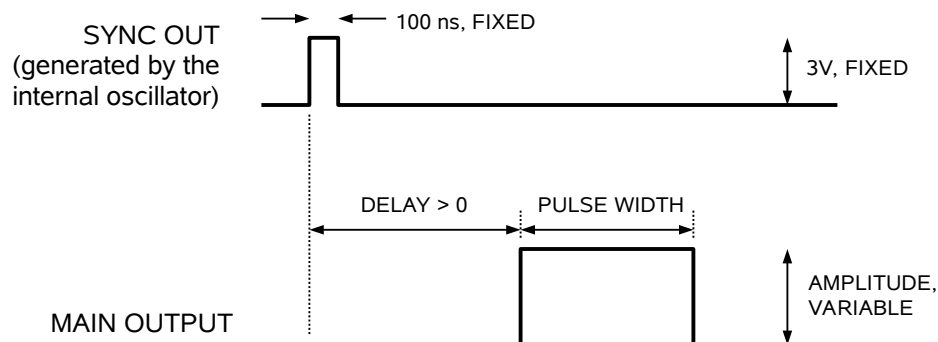 100 ns, FIXED
SYNC OUT
(generated by the
internal oscillator)
3V, FIXED
DELAY > 0
PULSE WIDTH
AMPLITUDE,
VARIABLE
MAIN OUTPUT